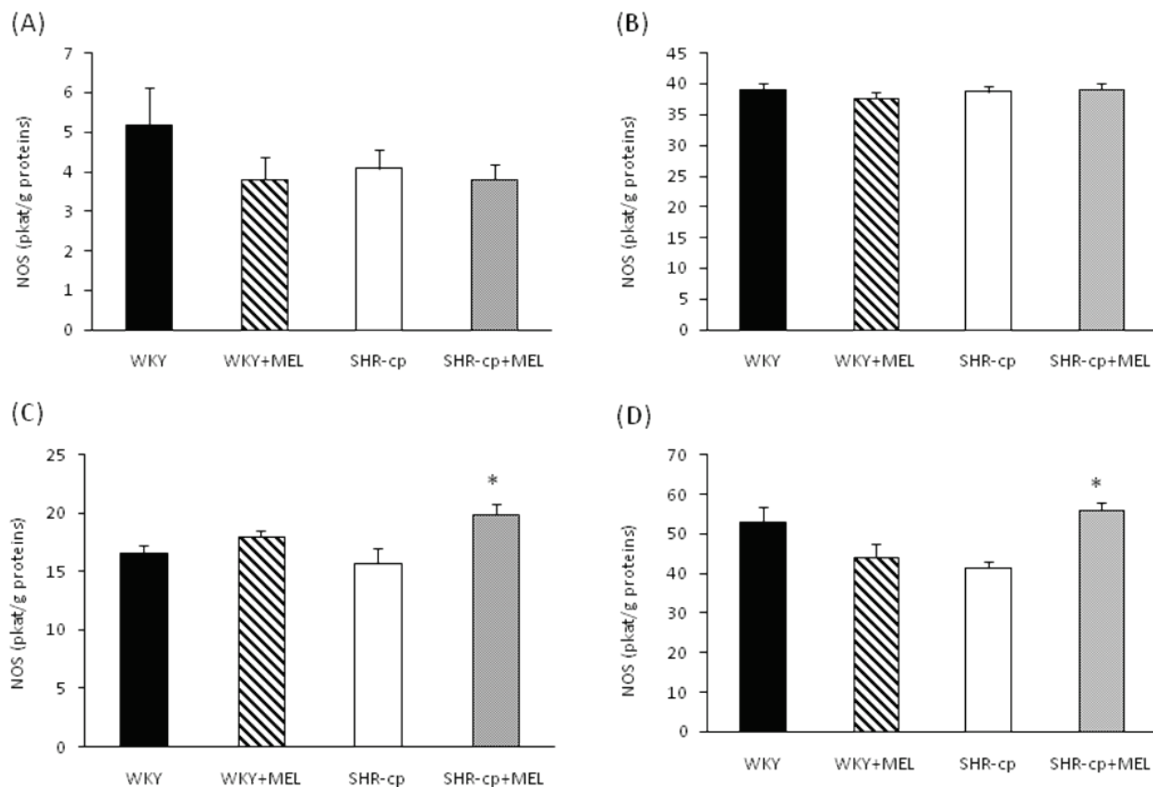 (A)
7
6
5
4
3
2
1
0
NOS (pkat/g proteins)
WKY WKY+MEL SHR-cp SHR-cp+MEL
(B)
45
40
35
30
25
20
15
10
5
0
NOS (pkat/g proteins)
WKY WKY+MEL SHR-cp SHR-cp+MEL
(C)
25
20
15
10
5
0
NOS (pkat/g proteins)
*
WKY WKY+MEL SHR-cp SHR-cp+MEL
(D)
70
60
50
40
30
20
10
0
NOS (pkat/g proteins)
*
WKY WKY+MEL SHR-cp SHR-cp+MEL